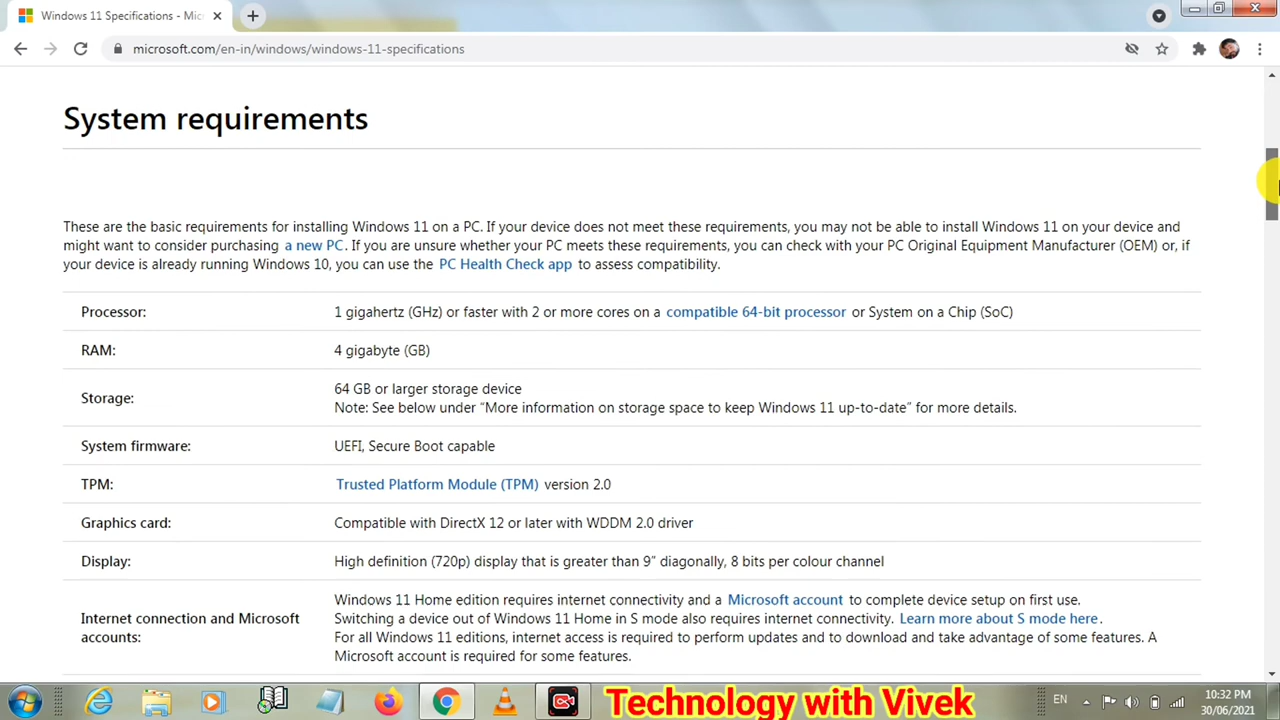 Windows 11 Specifications - Mic
microsoft.com/en-in/windows/windows-11-specifications
System requirements
These are the basic requirements for installing Windows 11 on a PC. If your device does not meet these requirements, you may not be able to install Windows 11 on your device and
might want to consider purchasing a new PC. If you are unsure whether your PC meets these requirements, you can check with your PC Original Equipment Manufacturer (OEM) or, if
your device is already running Windows 10, you can use the PC Health Check app to assess compatibility.
Processor: 1 gigahertz (GHz) or faster with 2 or more cores on a compatible 64-bit processor or System on a Chip (SoC)
RAM: 4 gigabyte (GB)
Storage: 64 GB or larger storage device
Note: See below under “More information on storage space to keep Windows 11 up-to-date” for more details.
System firmware: UEFI, Secure Boot capable
TPM: Trusted Platform Module (TPM) version 2.0
Graphics card: Compatible with DirectX 12 or later with WDDM 2.0 driver
Display: High definition (720p) display that is greater than 9” diagonally, 8 bits per colour channel
Internet connection and Microsoft accounts: Windows 11 Home edition requires internet connectivity and a Microsoft account to complete device setup on first use.
Switching a device out of Windows 11 Home in S mode also requires internet connectivity. Learn more about S mode here.
For all Windows 11 editions, internet access is required to perform updates and to download and take advantage of some features. A
Microsoft account is required for some features.
Technology with Vivek
EN
10:32 PM
30/06/2021